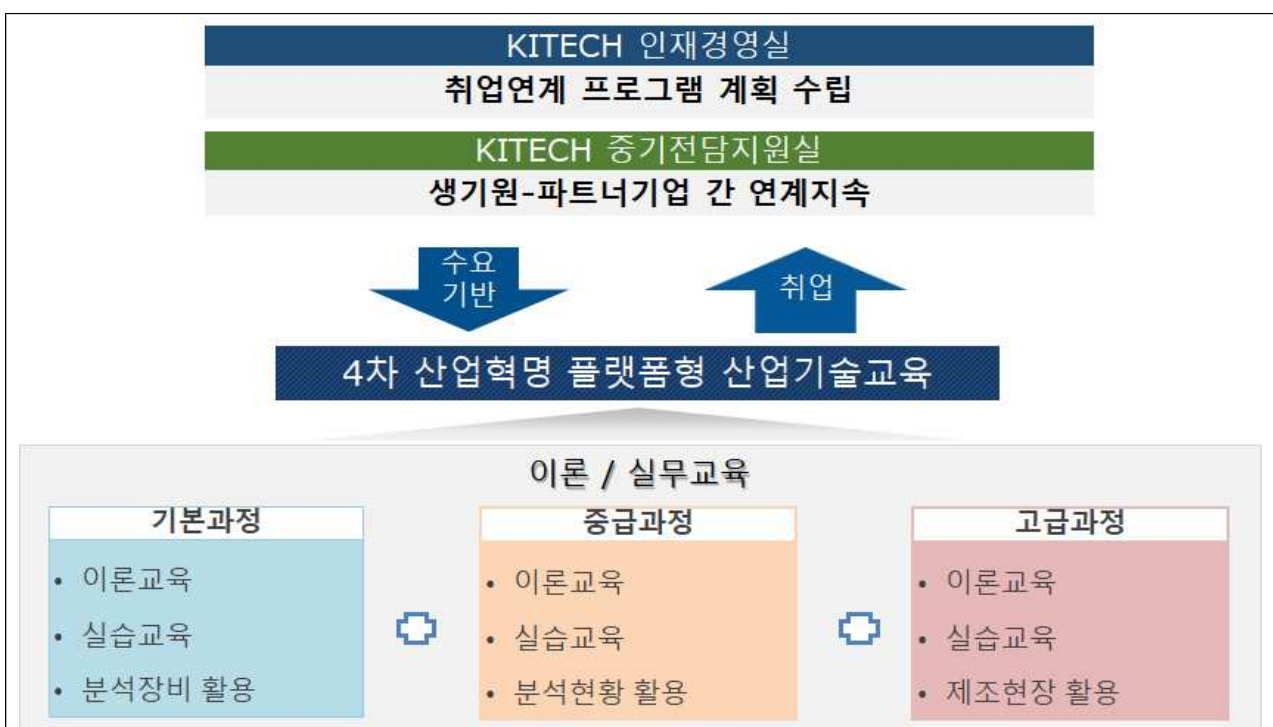 KITECH 인재경영실
취업연계 프로그램 계획 수립
KITECH 중기전담지원실
생기원-파트너기업 간 연계지속
수요
기반
취업
4차 산업혁명 플랫폼형 산업기술교육
이론 / 실무교육
기본과정
• 이론교육
• 실습교육
• 분석장비 활용
중급과정
• 이론교육
• 실습교육
• 분석현황 활용
고급과정
• 이론교육
• 실습교육
• 제조현장 활용